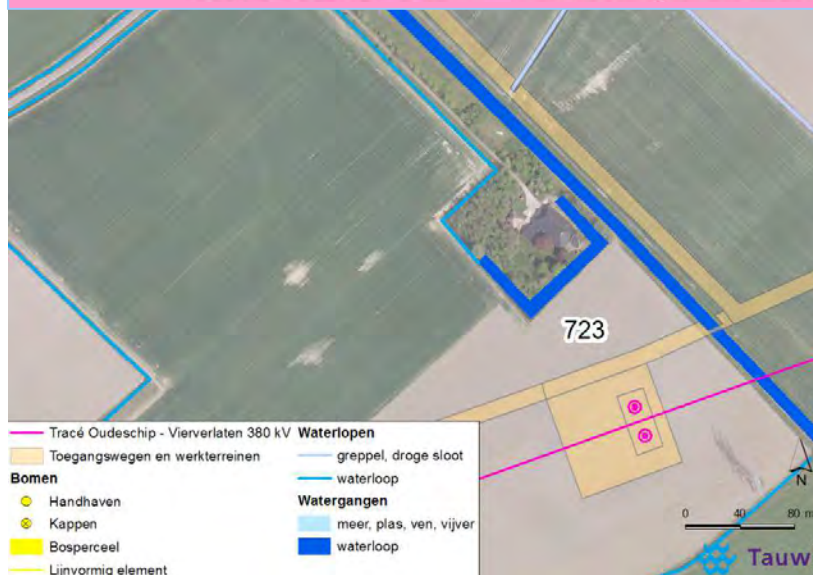 723
Tracé Oudeschip - Vierverlaten 380 kV
Toegangswegen en werkterreinen
Bomen
Handhaven
Kappen
Bosperceel
Lijnvormig element
Waterlopen
greppel, droge sloot
waterloop
Watergangen
meer, plas, ven, vijver
waterloop
N
0 40 80 m
Tauw